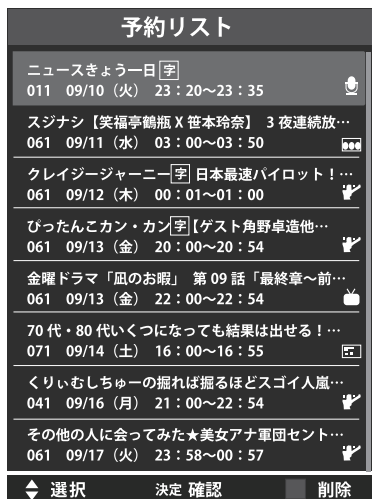 予約リスト
ニュースきょう一日字
011 09/10（火） 23：20～23：35
スジナシ【笑福亭鶴瓶X笹本玲奈】 3夜連続放…
061 09/11（水） 03：00～03：50
クレイジージャーニー字 日本最速パイロット！…
061 09/12（木） 00：01～01：00
ぴったんこカン・カン字【ゲスト角野卓造他…
061 09/13（金） 20：00～20：54
金曜ドラマ「凪のお暇」 第09話「最終章～前…
061 09/13（金） 22：00～22：54
70代・80代いくつになっても結果は出せる！…
071 09/14（土） 16：00～16：55
くりぃむしちゅーの掘れば掘るほどスゴイ人嵐…
041 09/16（月） 21：00～22：54
その他の人に会ってみた★美女アナ軍団セント…
061 09/17（火） 23：58～00：57
選択 決定 確認 削除